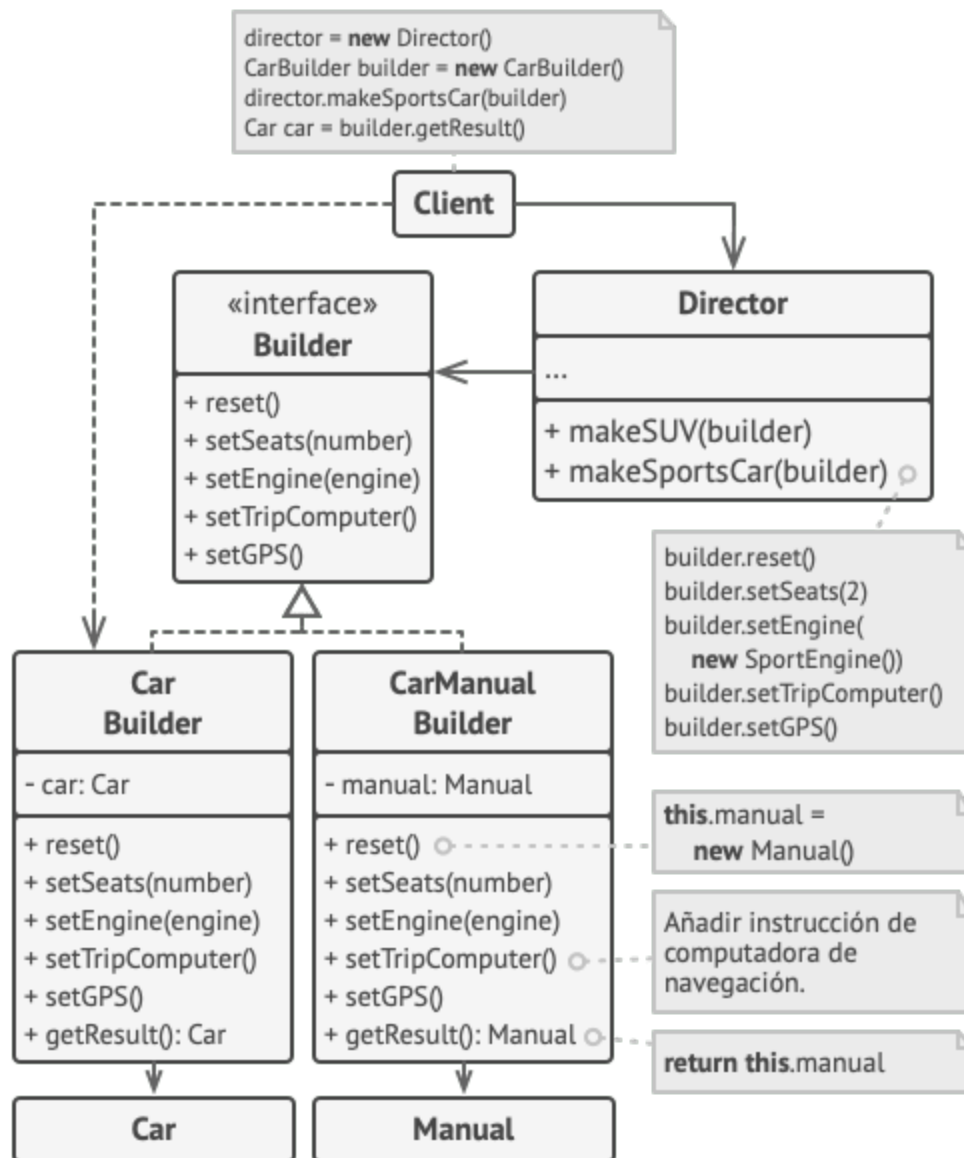 director = new Director()
CarBuilder builder = new CarBuilder()
director.makeSportsCar(builder)
Car car = builder.getResult()
Client
«interface»
Builder
+ reset()
+ setSeats(number)
+ setEngine(engine)
+ setTripComputer()
+ setGPS()
Director
...
+ makeSUV(builder)
+ makeSportsCar(builder)
builder.reset()
builder.setSeats(2)
builder.setEngine(
new SportEngine())
builder.setTripComputer()
builder.setGPS()
Car
Builder
- car: Car
+ reset()
+ setSeats(number)
+ setEngine(engine)
+ setTripComputer()
+ setGPS()
+ getResult(): Car
CarManual
Builder
- manual: Manual
+ reset()
+ setSeats(number)
+ setEngine(engine)
+ setTripComputer()
+ setGPS()
+ getResult(): Manual
this.manual =
new Manual()
Añadir instrucción de
computadora de
navegación.
return this.manual
Car
Manual